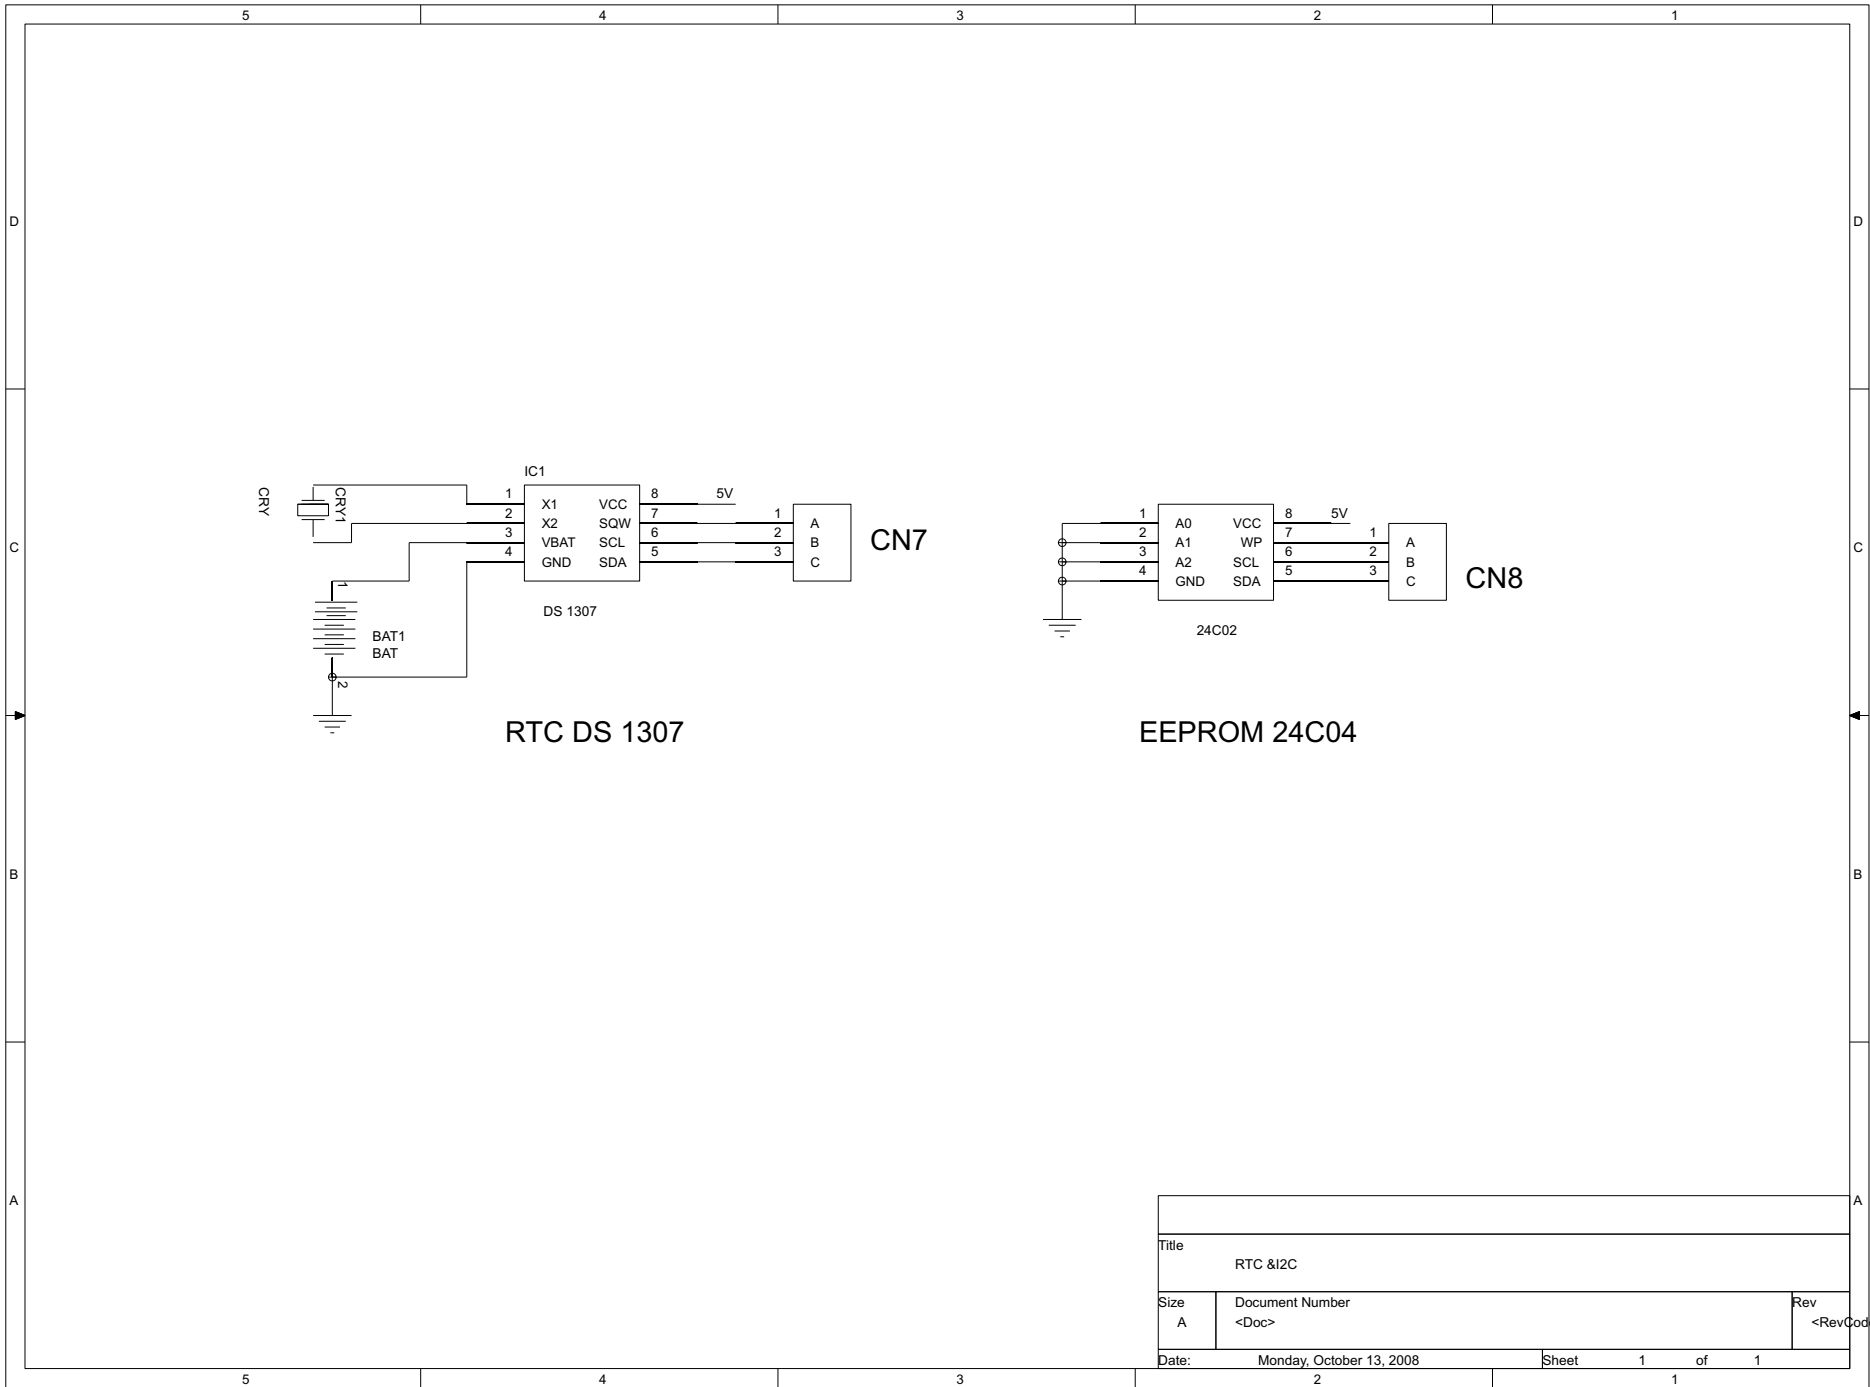 5 4 3 2 1
D D
IC1
CRY
CRY1
1 X1 VCC 8 5V
2 X2 SQW 7 1 A
3 VBAT SCL 6 2 B
4 GND SDA 5 3 C
CN7
DS 1307
1
BAT1
BAT
2
RTC DS 1307
1 A0 VCC 8 5V
2 A1 WP 7 1 A
3 A2 SCL 6 2 B
4 GND SDA 5 3 C
CN8
24C02
EEPROM 24C04
C C
B B
A A
Title
RTC &I2C
Size Document Number Rev
A <Doc> <RevCod
Date: Monday, October 13, 2008 Sheet 1 of 1
5 4 3 2 1